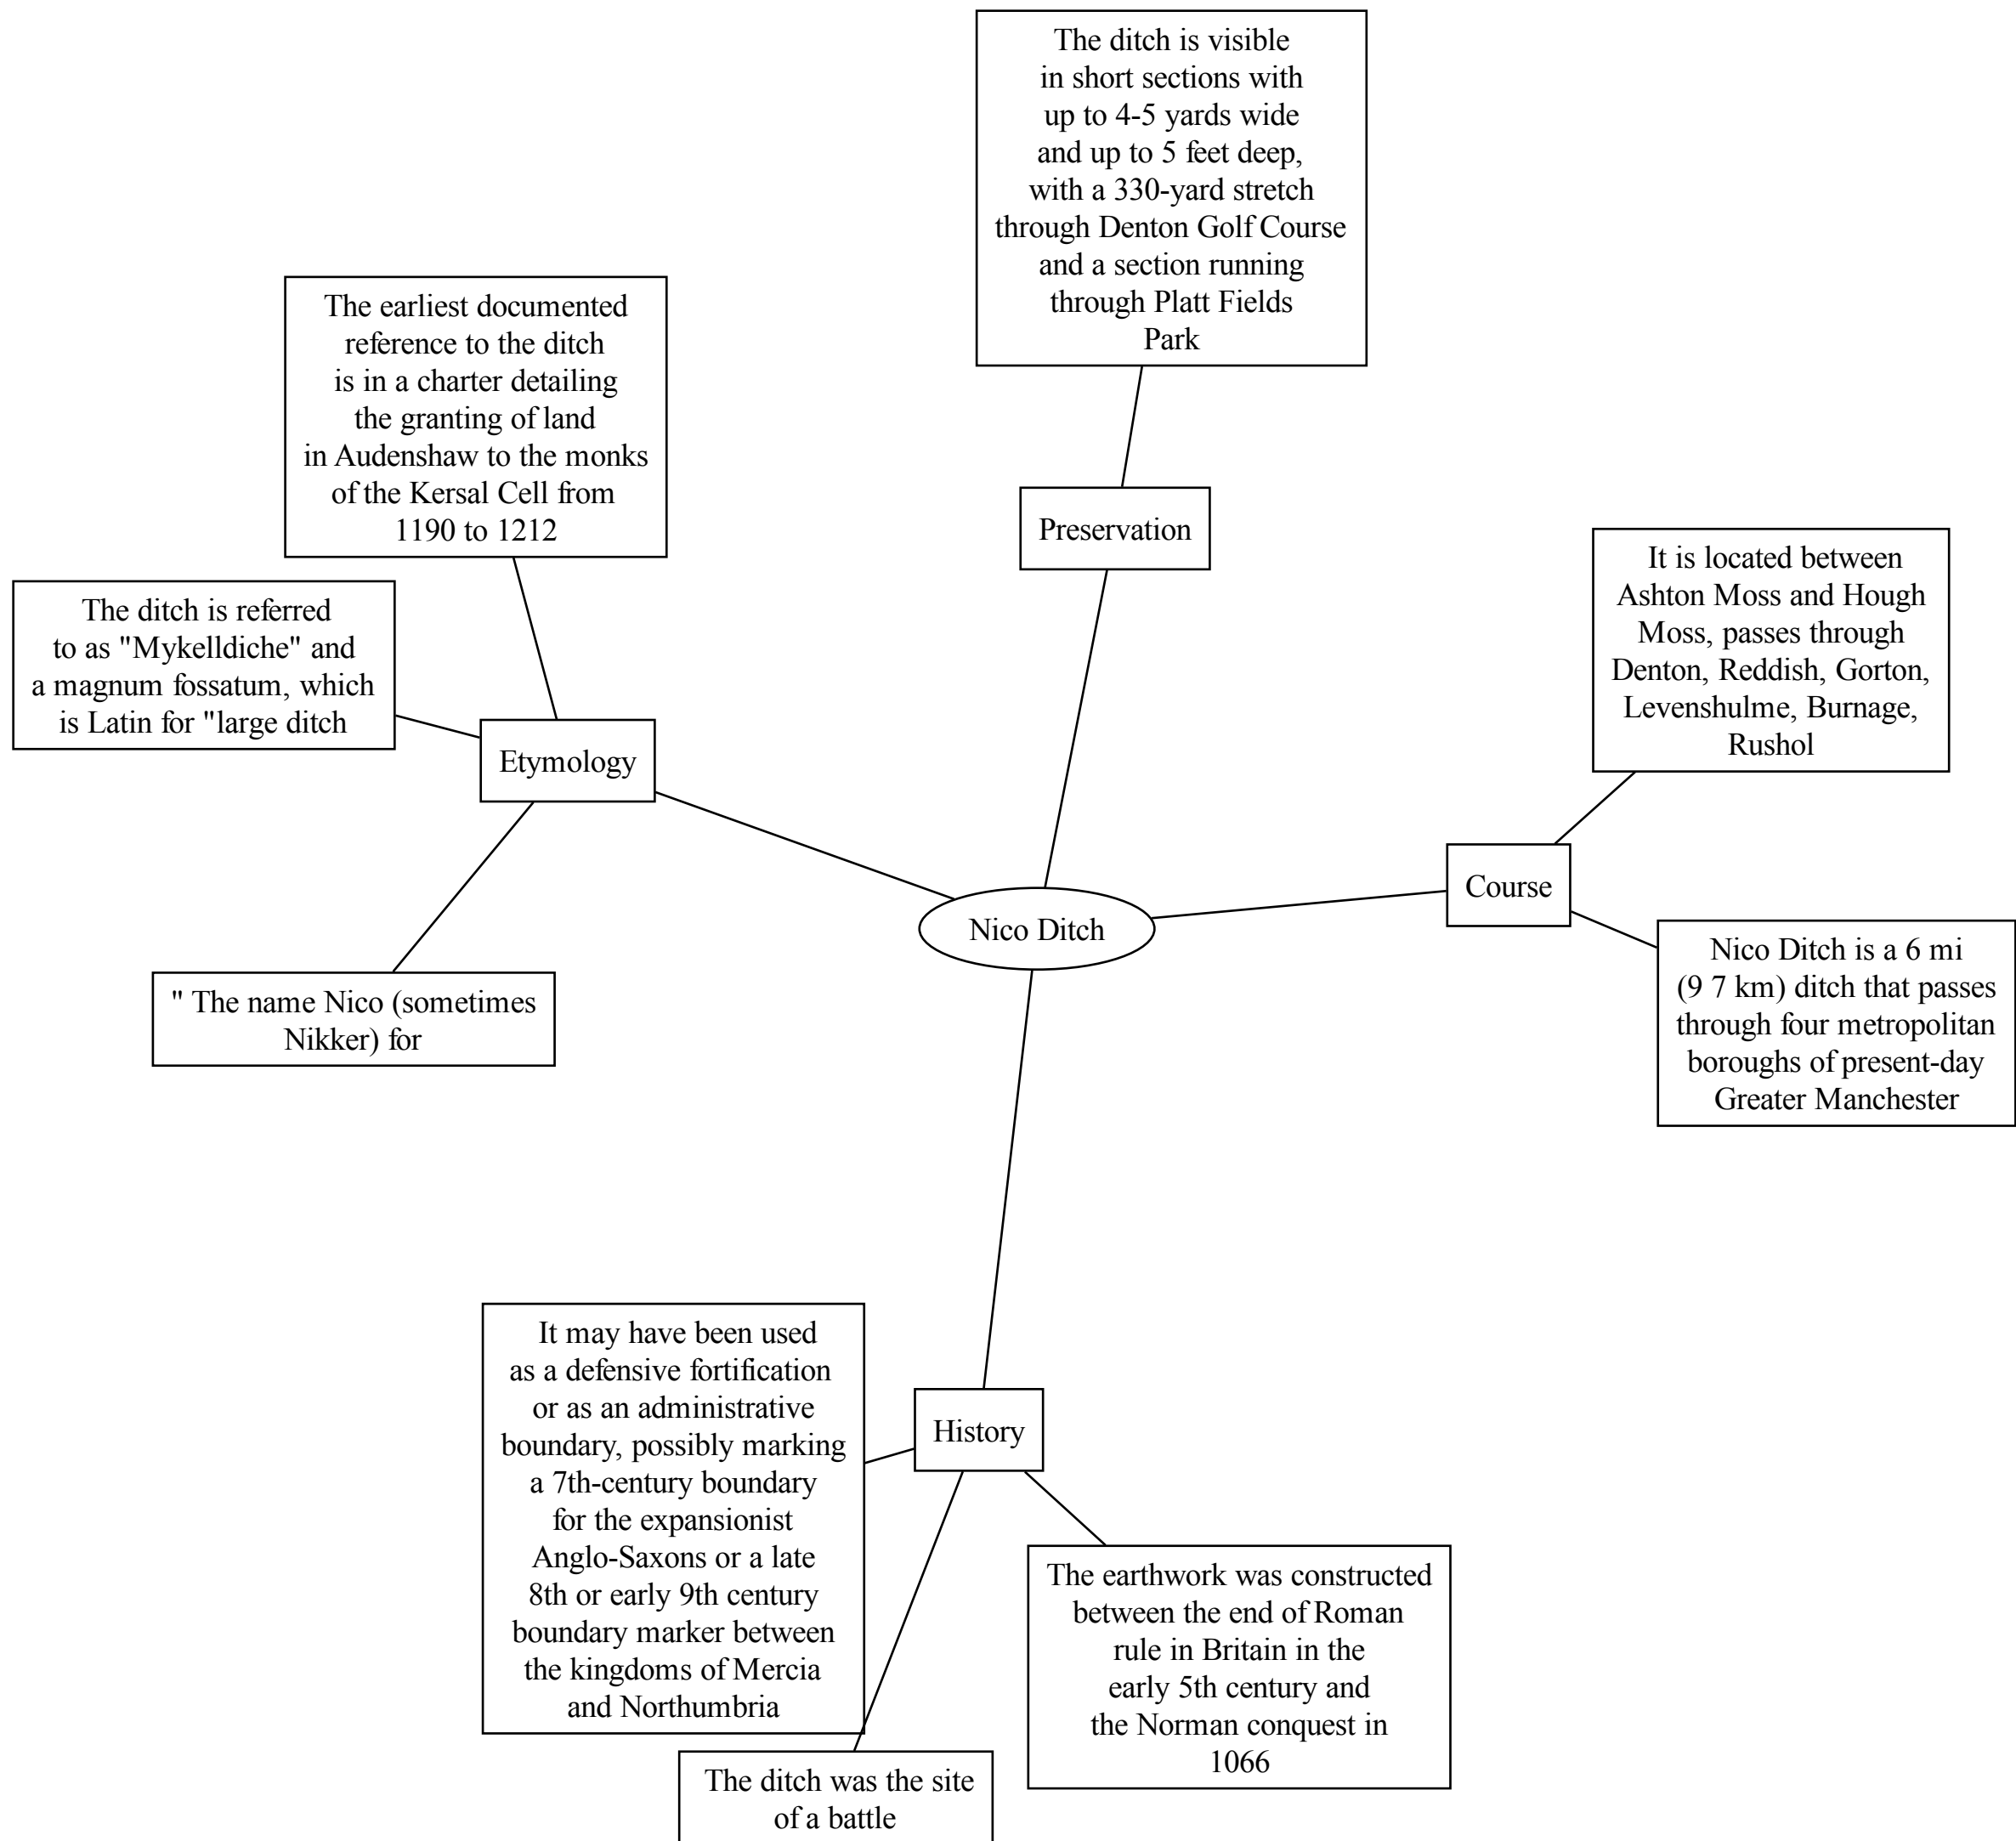 The ditch is visible
in short sections with
up to 4-5 yards wide
and up to 5 feet deep,
with a 330-yard stretch
through Denton Golf Course
and a section running
through Platt Fields
Park
The earliest documented
reference to the ditch
is in a charter detailing
the granting of land
in Audenshaw to the monks
of the Kersal Cell from
1190 to 1212
Preservation
It is located between
Ashton Moss and Hough
Moss, passes through
Denton, Reddish, Gorton,
Levenshulme, Burnage,
Rushol
The ditch is referred
to as "Mykelldiche" and
a magnum fossatum, which
is Latin for "large ditch
Etymology
Course
Nico Ditch
" The name Nico (sometimes
Nikker) for
Nico Ditch is a 6 mi
(9 7 km) ditch that passes
through four metropolitan
boroughs of present-day
Greater Manchester
It may have been used
as a defensive fortification
or as an administrative
boundary, possibly marking
a 7th-century boundary
for the expansionist
Anglo-Saxons or a late
8th or early 9th century
boundary marker between
the kingdoms of Mercia
and Northumbria
History
The earthwork was constructed
between the end of Roman
rule in Britain in the
early 5th century and
the Norman conquest in
1066
The ditch was the site
of a battle